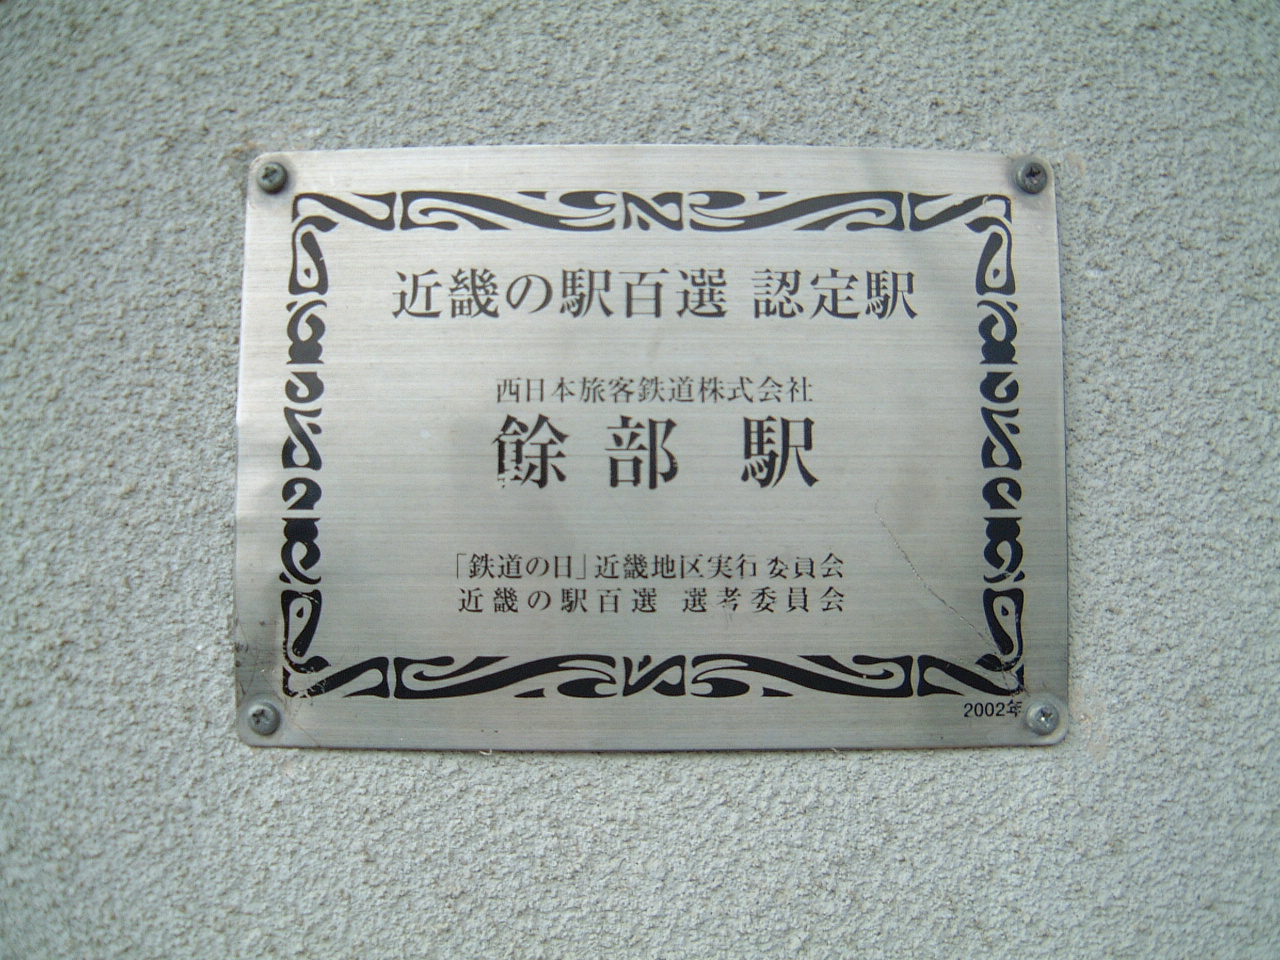 近畿の駅百選 認定駅
西日本旅客鉄道株式会社
餘部駅
「鉄道の日」近畿地区実行委員会
近畿の駅百選 選考委員会
2002年